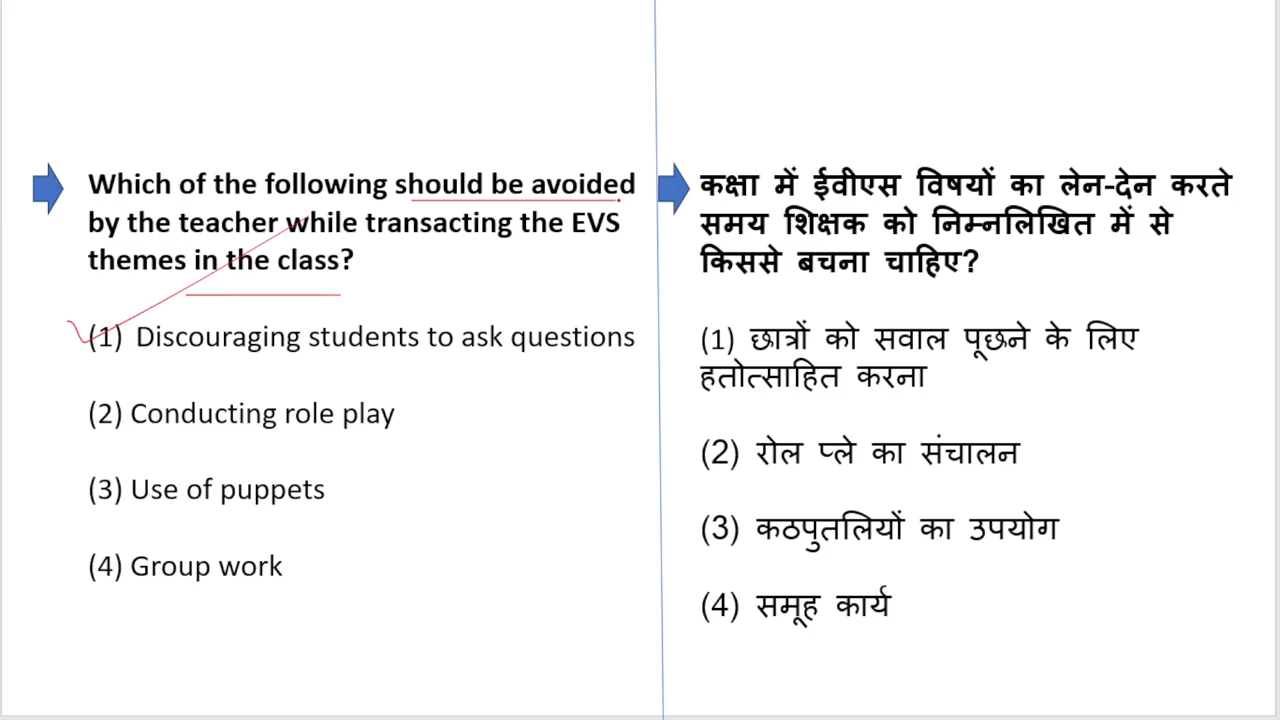 Which of the following should be avoided
by the teacher while transacting the EVS
themes in the class?
(1) Discouraging students to ask questions
(2) Conducting role play
(3) Use of puppets
(4) Group work
कक्षा में ईवीएस विषयों का लेन-देन करते
समय शिक्षक को निम्नलिखित में से
किससे बचना चाहिए?
(1) छात्रों को सवाल पूछने के लिए
हतोत्साहित करना
(2) रोल प्ले का संचालन
(3) कठपुतलियों का उपयोग
(4) समूह कार्य